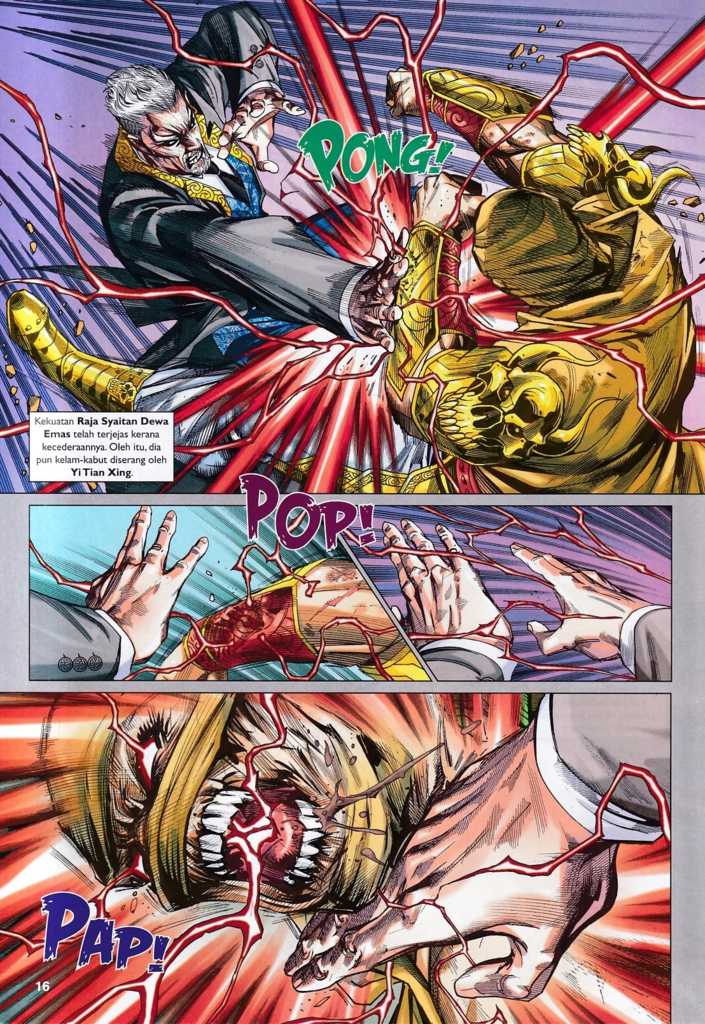 PONG!
Kekuatan Raja Syaitan Dewa
Emas telah terjejas kerana
kecederaannya. Oleh itu, dia
pun kelam-kabut diserang oleh
Yi Tian Xing.
POP!
PAP!
16